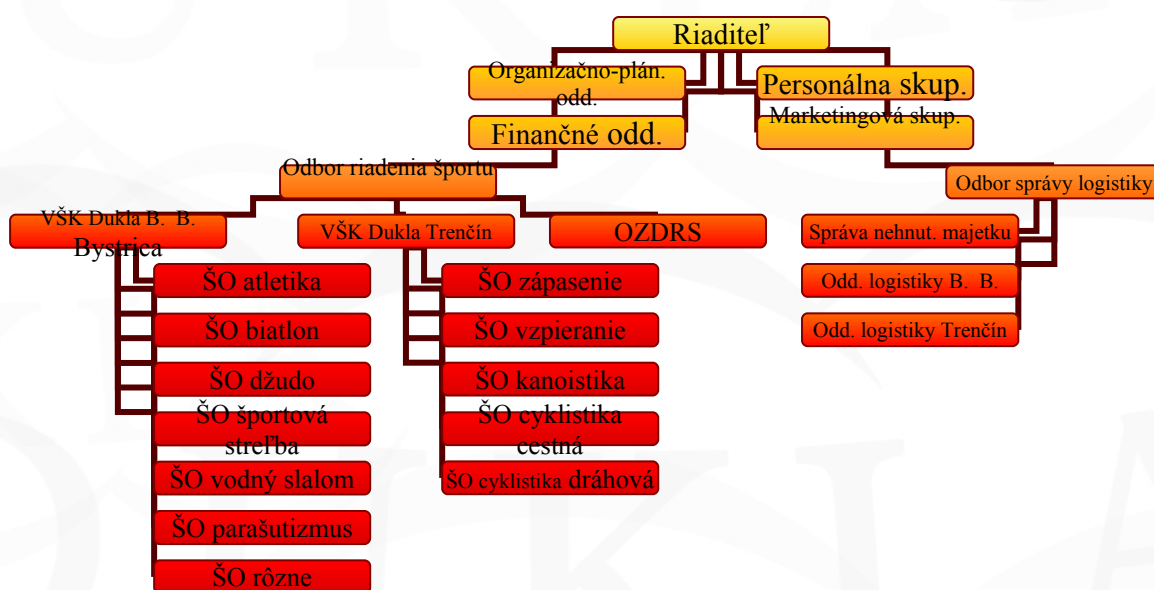 Riaditeľ
Organizačno-plán.
odd.
Personálna skup.
Finančné odd.
Marketingová skup.
Odbor riadenia športu
Odbor správy logistiky
VŠK Dukla B. B.
Bystrica
VŠK Dukla Trenčín
OZDRS
Správa nehnut. majetku
Odd. logistiky B. B.
Odd. logistiky Trenčín
ŠO atletika
ŠO biatlon
ŠO džudo
ŠO športová
streľba
ŠO vodný slalom
ŠO parašutizmus
ŠO rôzne
ŠO zápasenie
ŠO vzpieranie
ŠO kanoistika
ŠO cyklistika
cestná
ŠO cyklistika dráhová